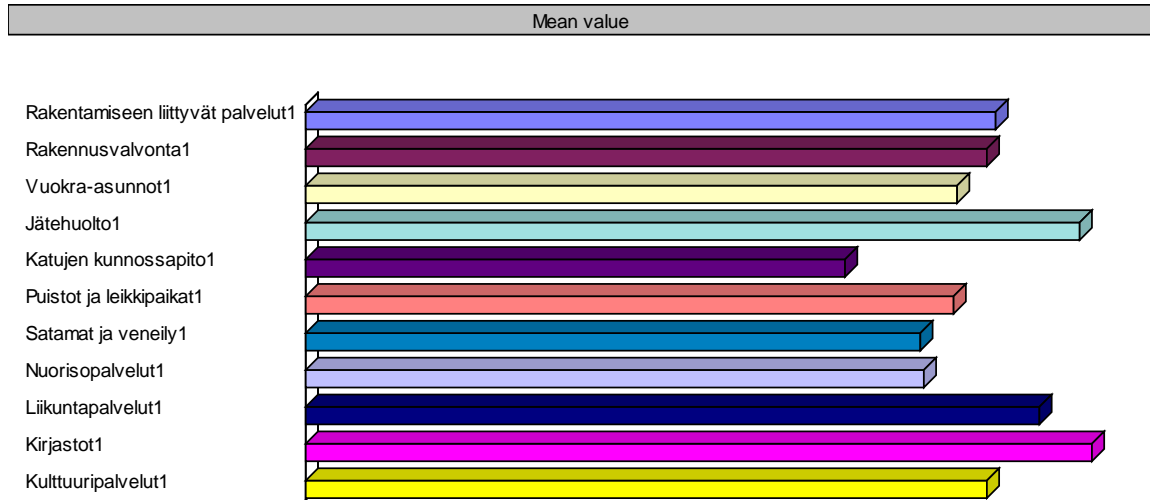 Mean value
Rakentamiseen liittyvät palvelut1
Rakennusvalvonta1
Vuokra-asunnot1
Jätehuolto1
Katujen kunnossapito1
Puistot ja leikkipaikat1
Satamat ja veneily1
Nuorisopalvelut1
Liikuntapalvelut1
Kirjastot1
Kulttuuripalvelut1